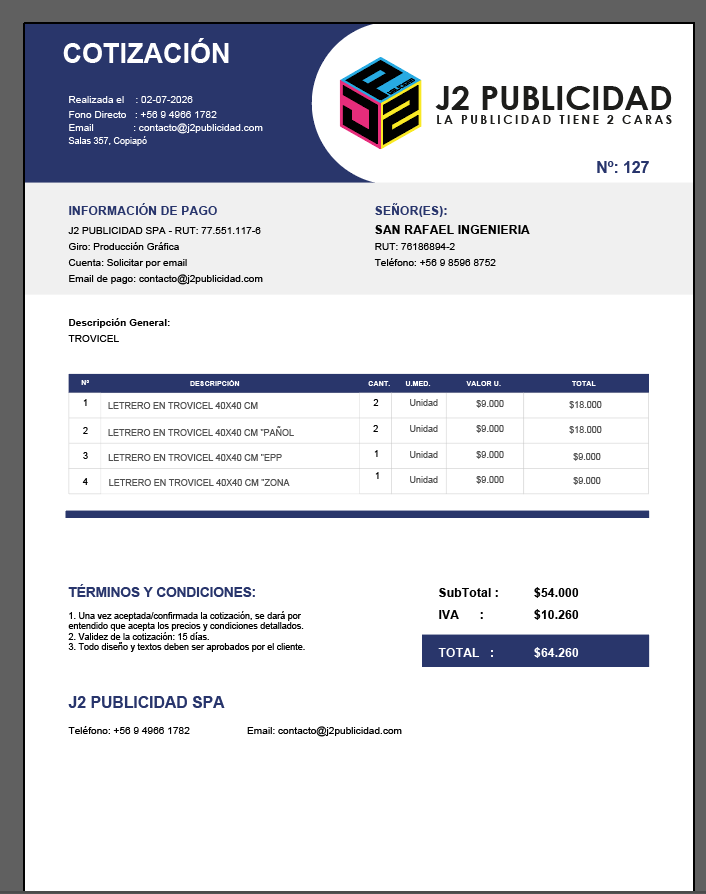 COTIZACIÓN
Realizada el : 02-07-2026
Fono Directo : +56 9 4966 1782
Email : contacto@j2publicidad.com
Salas 357, Copiapó
J2 PUBLICIDAD
LA PUBLICIDAD TIENE 2 CARAS
Nº: 127
INFORMACIÓN DE PAGO
J2 PUBLICIDAD SPA - RUT: 77.551.117-6
Giro: Producción Gráfica
Cuenta: Solicitar por email
Email de pago: contacto@j2publicidad.com
SEÑOR(ES):
SAN RAFAEL INGENIERIA
RUT: 76186894-2
Teléfono: +56 9 8596 8752
Descripción General:
TROVICEL
Nº DESCRIPCIÓN CANT. U.MED. VALOR U. TOTAL
1 LETRERO EN TROVICEL 40X40 CM 2 Unidad $9.000 $18.000
2 LETRERO EN TROVICEL 40X40 CM "PAÑOL 2 Unidad $9.000 $18.000
3 LETRERO EN TROVICEL 40X40 CM "EPP 1 Unidad $9.000 $9.000
4 LETRERO EN TROVICEL 40X40 CM "ZONA 1 Unidad $9.000 $9.000
TÉRMINOS Y CONDICIONES:
1. Una vez aceptada/confirmada la cotización, se dará por
entendido que acepta los precios y condiciones detallados.
2. Validez de la cotización: 15 días.
3. Todo diseño y textos deben ser aprobados por el cliente.
SubTotal : $54.000
IVA : $10.260
TOTAL : $64.260
J2 PUBLICIDAD SPA
Teléfono: +56 9 4966 1782 Email: contacto@j2publicidad.com